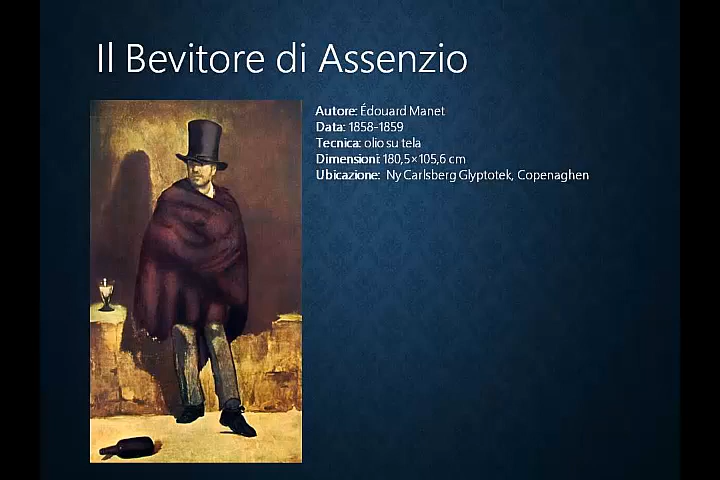 Il Bevitore di Assenzio
Autore: Édouard Manet
Data: 1858-1859
Tecnica: olio su tela
Dimensioni: 180,5×105,6 cm
Ubicazione: Ny Carlsberg Glyptotek, Copenaghen